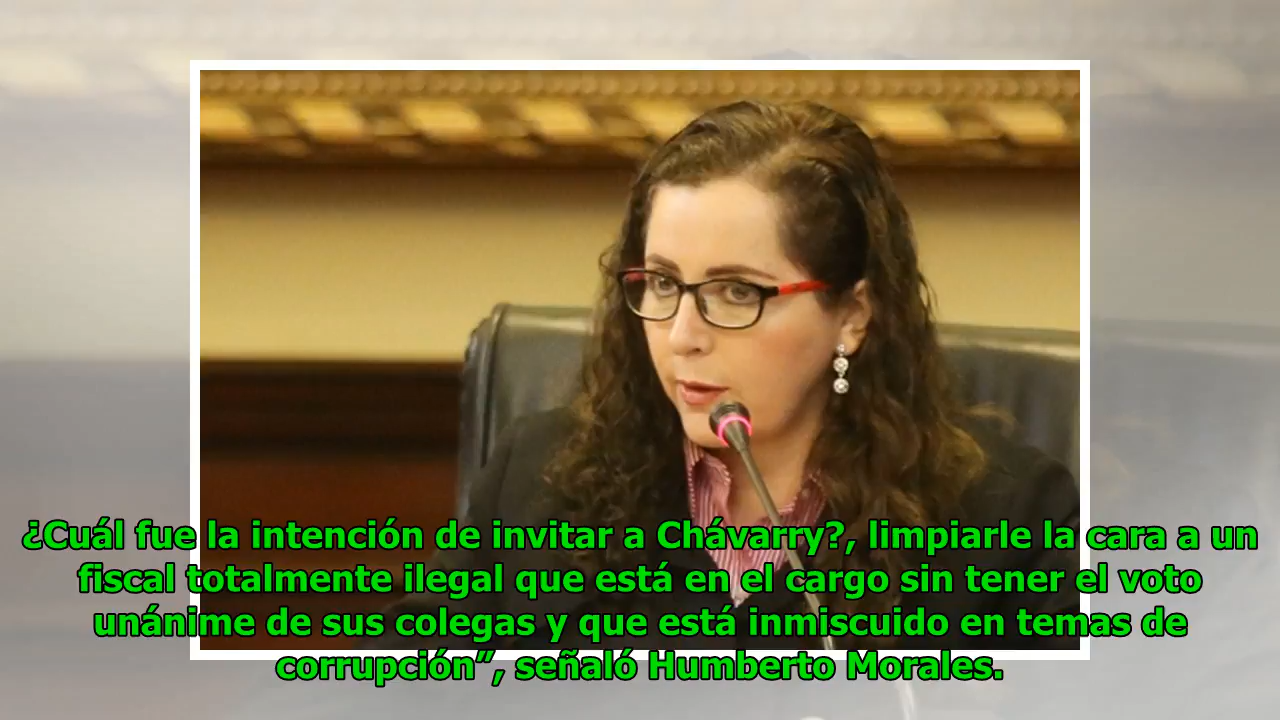 ¿Cuál fue la intención de invitar a Chávarry?, limpiarle la cara a un
fiscal totalmente ilegal que está en el cargo sin tener el voto
unánime de sus colegas y que está inmiscuido en temas de
corrupción”, señaló Humberto Morales.